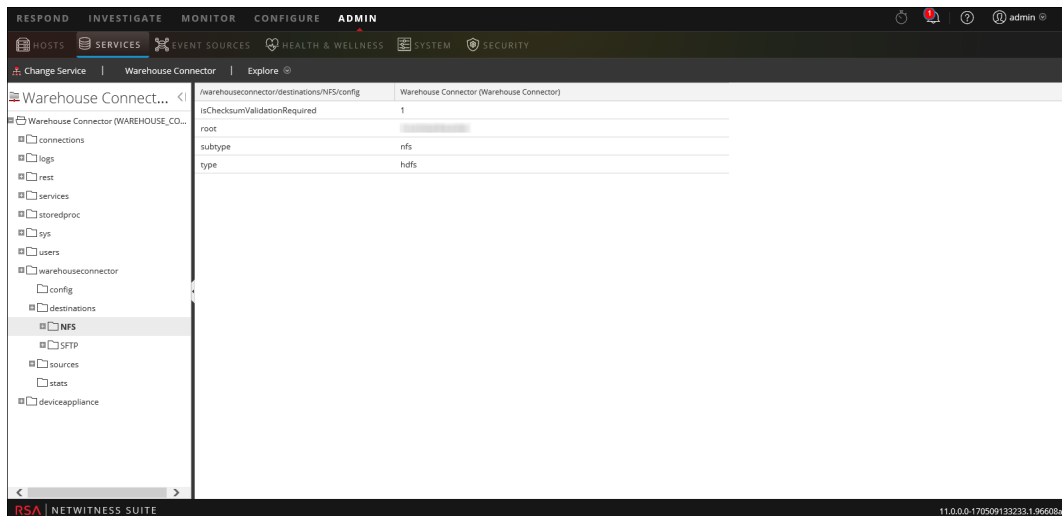 RESPOND INVESTIGATE MONITOR CONFIGURE ADMIN 1 ? admin
HOSTS SERVICES EVENT SOURCES HEALTH & WELLNESS SYSTEM SECURITY
Change Service | Warehouse Connector | Explore
Warehouse Connect...
/warehouseconnector/destinations/NFS/config Warehouse Connector (Warehouse Connector)
Warehouse Connector (WAREHOUSE_CO...
isChecksumValidationRequired 1
connections
root
logs
subtype nfs
rest
type hdfs
services
storedproc
sys
users
warehouseconnector
config
destinations
NFS
SFTP
sources
stats
deviceappliance
RSA | NETWITNESS SUITE 11.0.0.0-170509133233.1.96608a